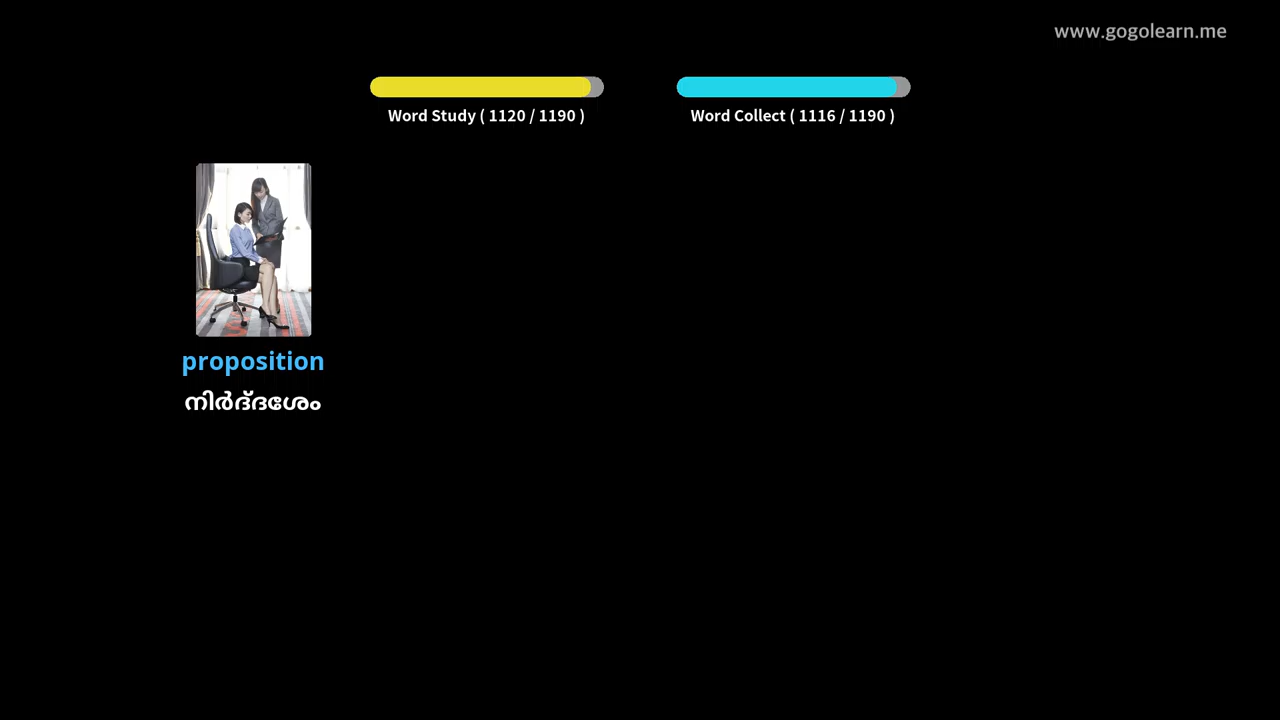 www.gogolearn.me
Word Study ( 1120 / 1190 )
Word Collect ( 1116 / 1190 )
proposition
നിർദ്ദേശം